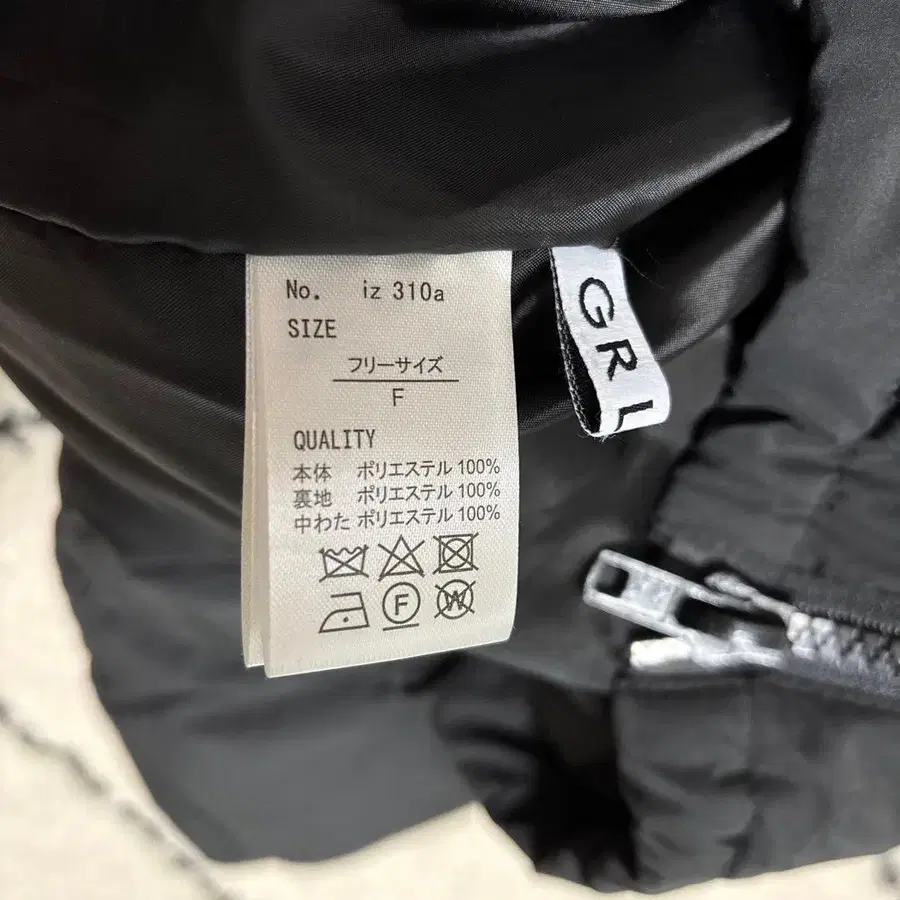 No. iz 310a
SIZE
フリーサイズ
F
QUALITY
本体 ポリエステル 100%
裏地 ポリエステル 100%
中わた ポリエステル 100%
F
W
GRL